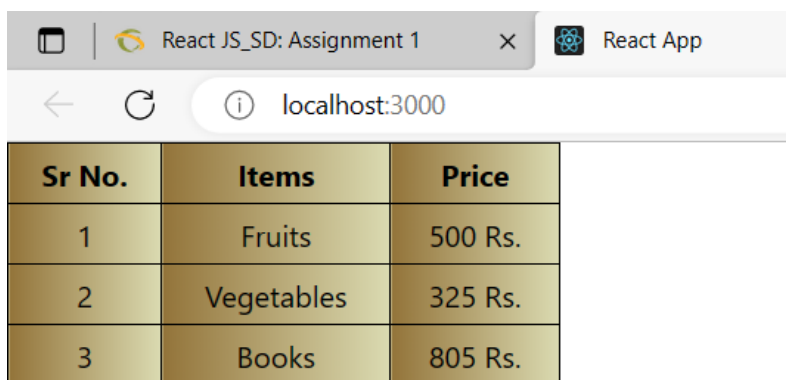 React JS_SD: Assignment 1 React App
localhost:3000
Sr No. Items Price
1 Fruits 500 Rs.
2 Vegetables 325 Rs.
3 Books 805 Rs.